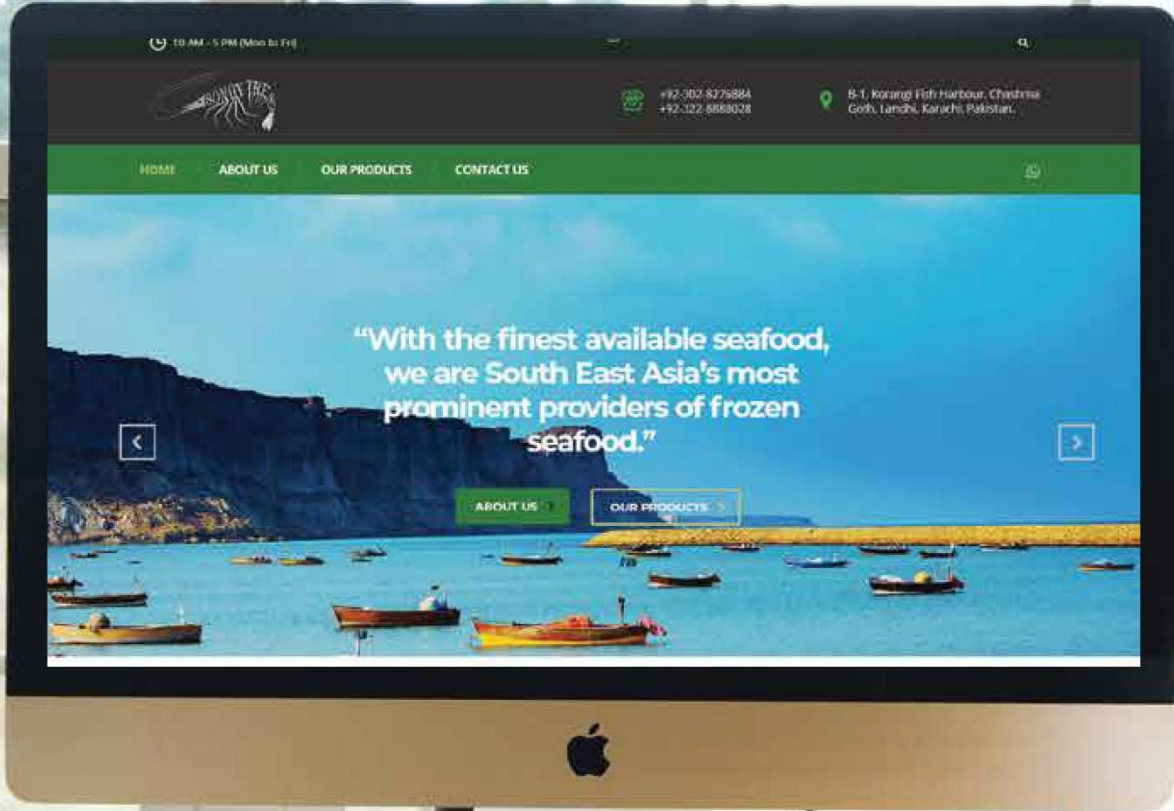 10 AM - 5 PM (Mon to Fri)
+92-302-8276884
+92-322-8888028
B-1, Korangi Fish Harbour, Chashma
Goth, Landhi, Karachi, Pakistan.
HOME
ABOUT US
OUR PRODUCTS
CONTACT US
“With the finest available seafood,
we are South East Asia’s most
prominent providers of frozen
seafood.”
ABOUT US
OUR PRODUCTS